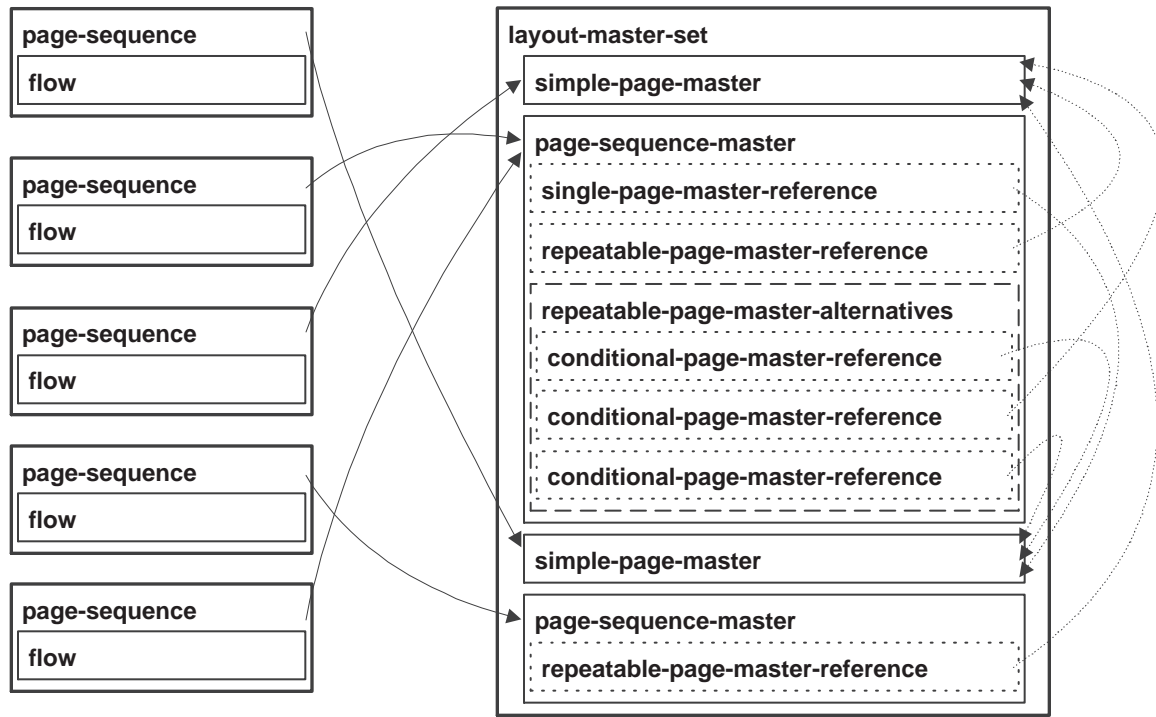 page-sequence
flow
page-sequence
flow
page-sequence
flow
page-sequence
flow
page-sequence
flow
layout-master-set
simple-page-master
page-sequence-master
single-page-master-reference
repeatable-page-master-reference
repeatable-page-master-alternatives
conditional-page-master-reference
conditional-page-master-reference
conditional-page-master-reference
simple-page-master
page-sequence-master
repeatable-page-master-reference